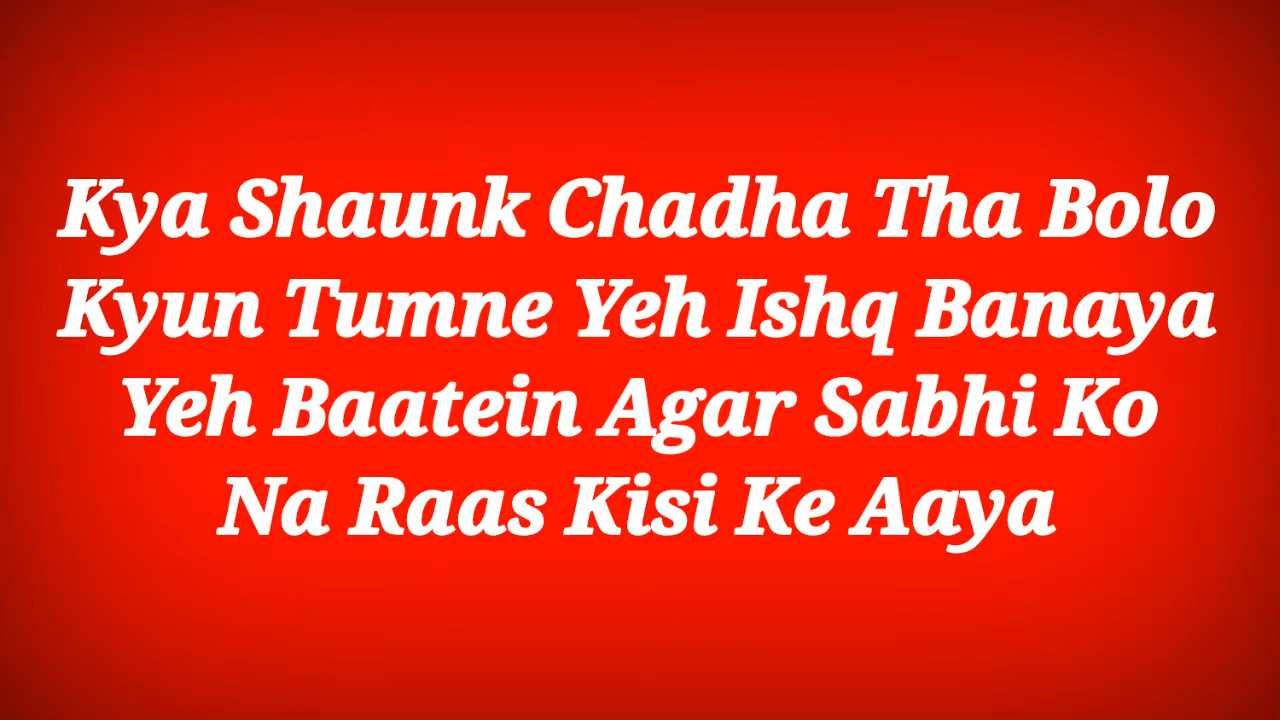 Kya Shaunk Chadha Tha Bolo
Kyun Tumne Yeh Ishq Banaya
Yeh Baatein Agar Sabhi Ko
Na Raas Kisi Ke Aaya